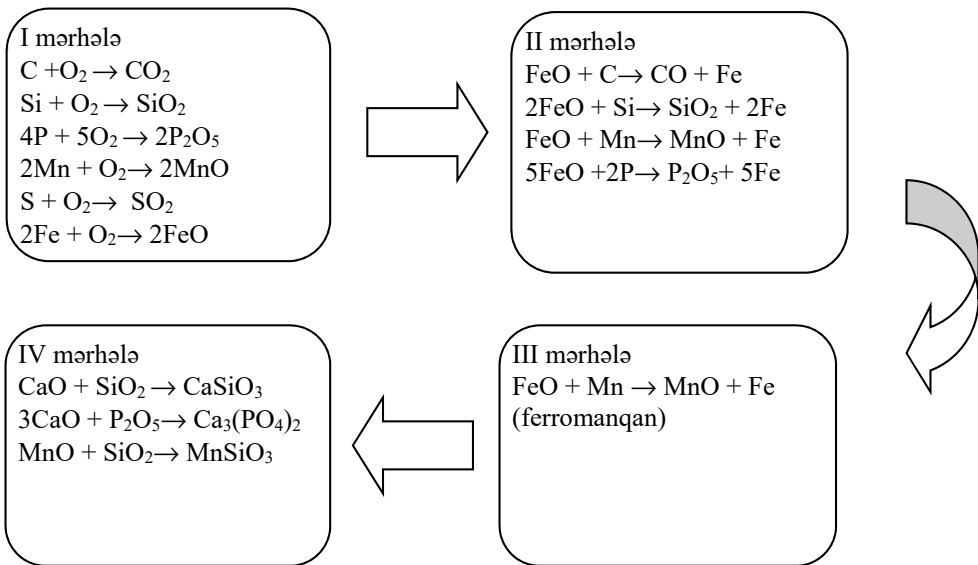 I mərhələ
C +O₂ → CO₂
Si + O₂ → SiO₂
4P + 5O₂ → 2P₂O₅
2Mn + O₂→ 2MnO
S + O₂→ SO₂
2Fe + O₂→ 2FeO
II mərhələ
FeO + C→ CO + Fe
2FeO + Si→ SiO₂ + 2Fe
FeO + Mn→ MnO + Fe
5FeO +2P→ P₂O₅+ 5Fe
III mərhələ
FeO + Mn → MnO + Fe
(ferromanqan)
IV mərhələ
CaO + SiO₂ → CaSiO₃
3CaO + P₂O₅→ Ca₃(PO₄)₂
MnO + SiO₂→ MnSiO₃